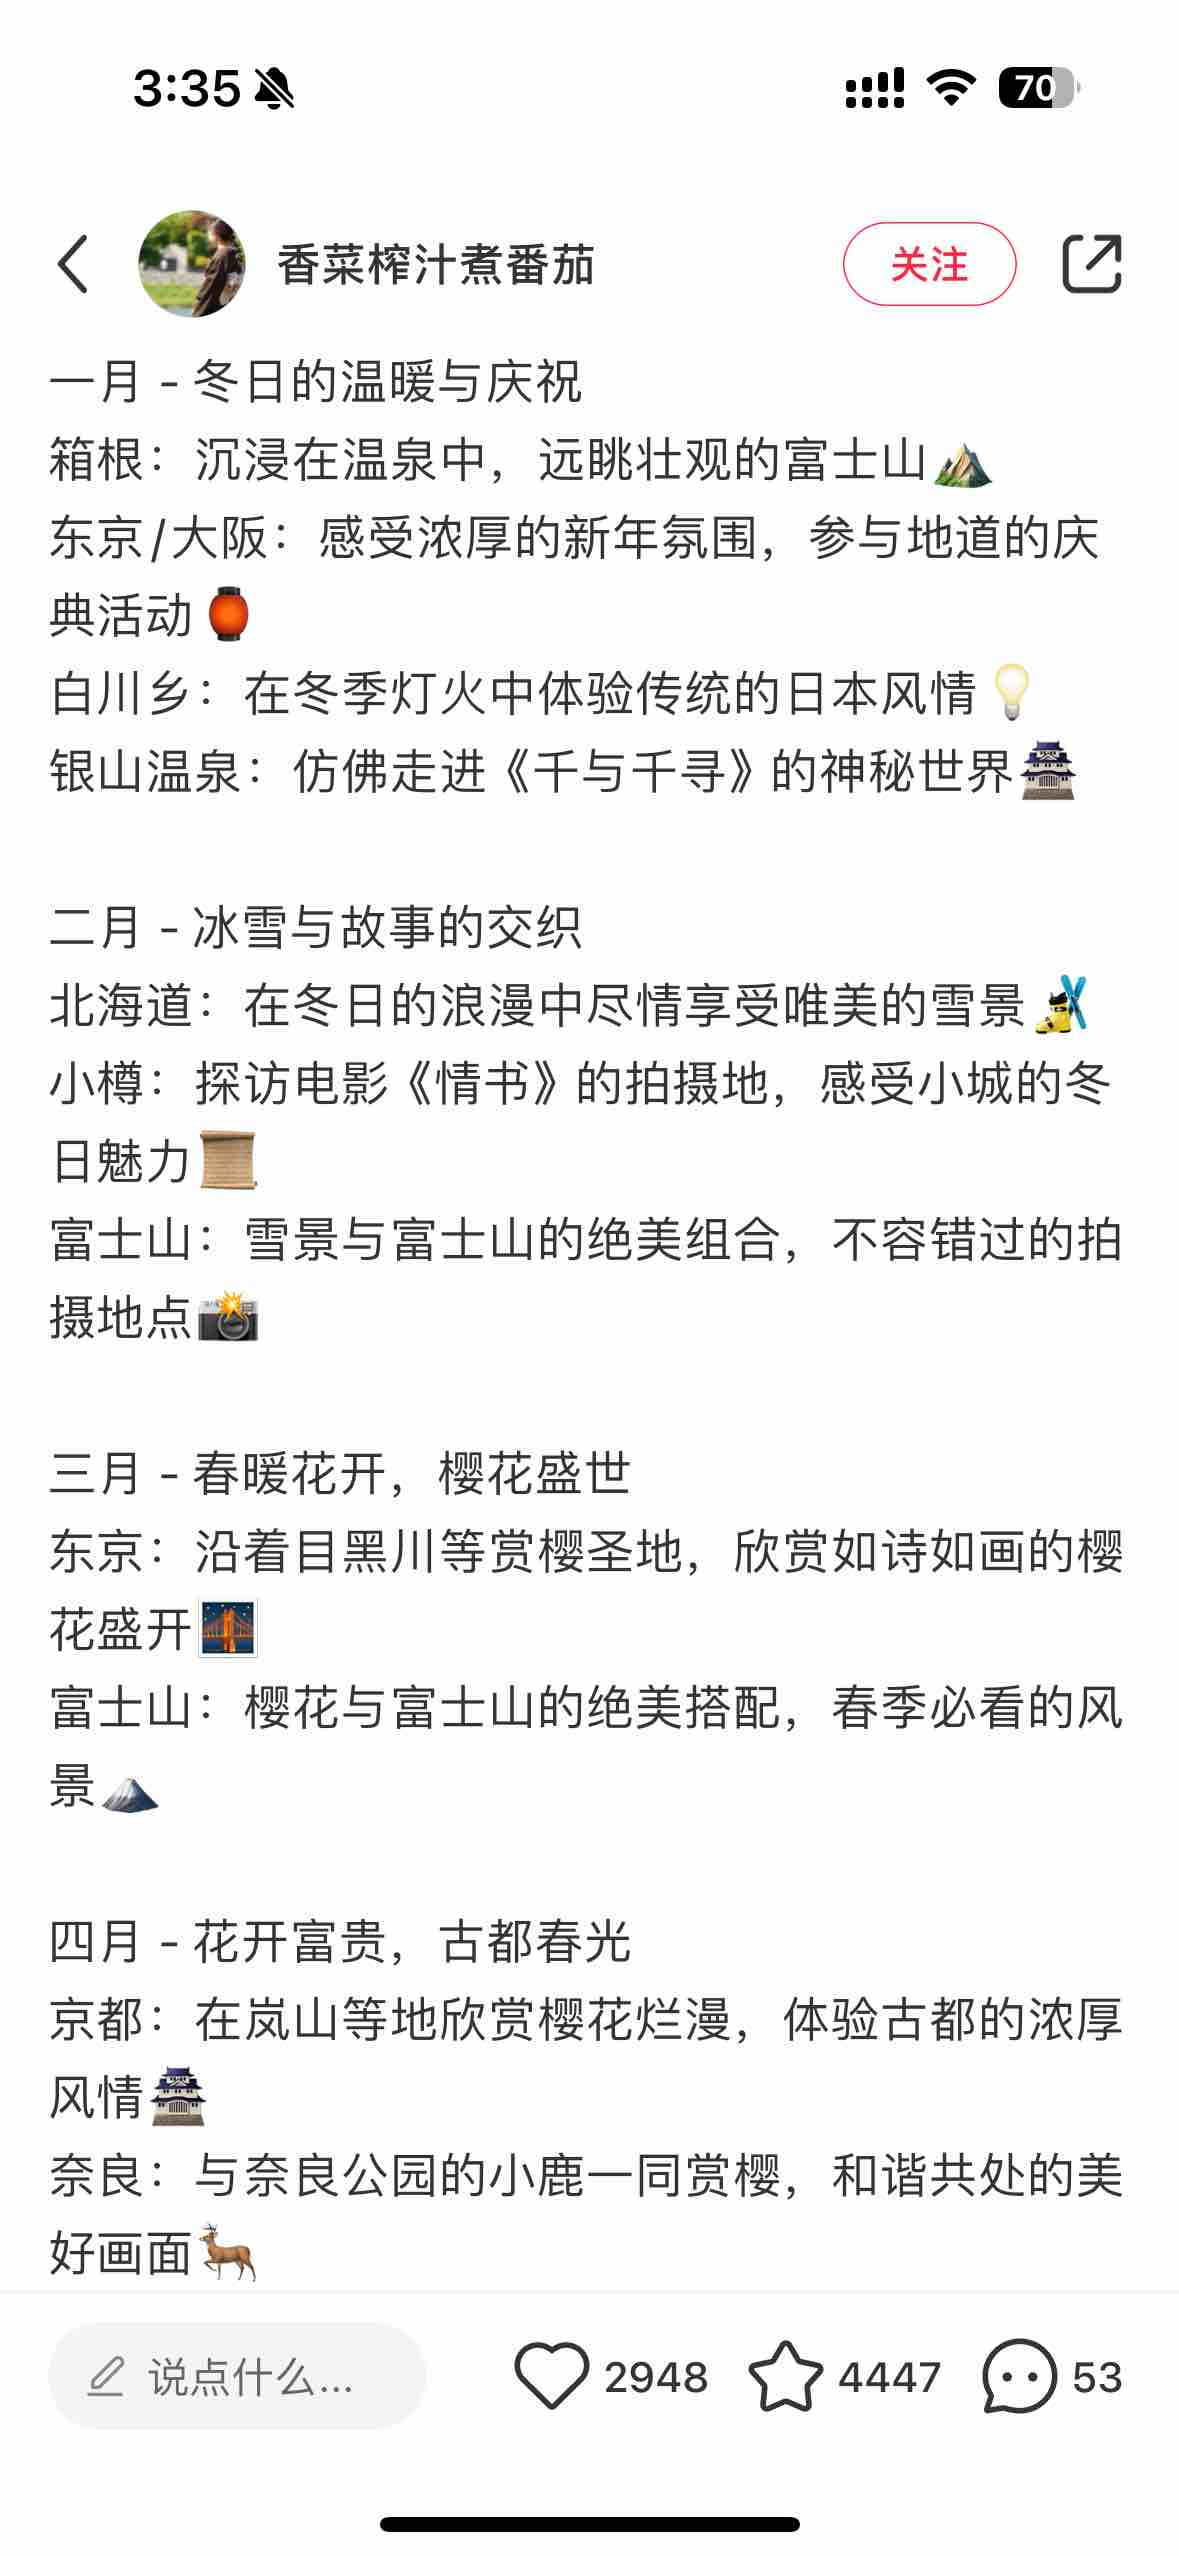 3:35
70
香菜榨汁煮番茄
关注
一月 - 冬日的温暖与庆祝
箱根：沉浸在温泉中，远眺壮观的富士山⛰️
东京/大阪：感受浓厚的新年氛围，参与地道的庆
典活动🏮
白川乡：在冬季灯火中体验传统的日本风情💡
银山温泉：仿佛走进《千与千寻》的神秘世界🏯
二月 - 冰雪与故事的交织
北海道：在冬日的浪漫中尽情享受唯美的雪景🎿
小樽：探访电影《情书》的拍摄地，感受小城的冬
日魅力📜
富士山：雪景与富士山的绝美组合，不容错过的拍
摄地点📸
三月 - 春暖花开，樱花盛世
东京：沿着目黑川等赏樱圣地，欣赏如诗如画的樱
花盛开🌉
富士山：樱花与富士山的绝美搭配，春季必看的风
景🗻
四月 - 花开富贵，古都春光
京都：在岚山等地欣赏樱花烂漫，体验古都的浓厚
风情🏯
奈良：与奈良公园的小鹿一同赏樱，和谐共处的美
好画面🦌
说点什么...
2948
4447
53